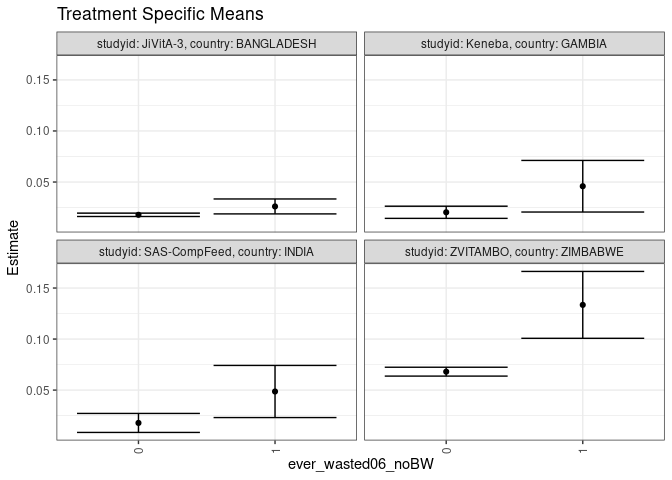 Treatment Specific Means
studyid: JiVitA-3, country: BANGLADESH
studyid: Keneba, country: GAMBIA
0.15
0.10
0.05
Estimate
studyid: SAS-CompFeed, country: INDIA
studyid: ZVITAMBO, country: ZIMBABWE
0.15
0.10
0.05
0
1
0
1
ever_wasted06_noBW